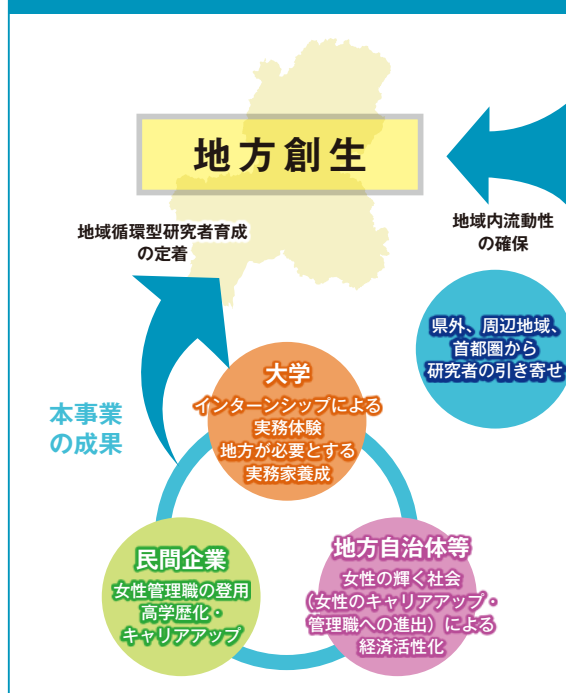 地方創生
地域循環型研究者育成
の定着
地域内流動性
の確保
県外、周辺地域、
首都圏から
研究者の引き寄せ
本事業
の成果
大学
インターンシップによる
実務体験
地方が必要とする
実務家養成
民間企業
女性管理職の登用
高学歴化・
キャリアアップ
地方自治体等
女性の輝く社会
（女性のキャリアアップ・
管理職への進出）による
経済活性化